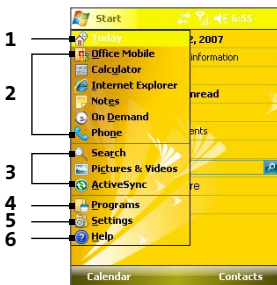 Start 6:55
1 Today 2, 2007
2 Office Mobile nformation
Calculator
Internet Explorer nread
Notes
On Demand
Phone ents
3 Search
Pictures & Videos
ActiveSync re
4 Programs
5 Settings
6 Help
Calendar Contacts